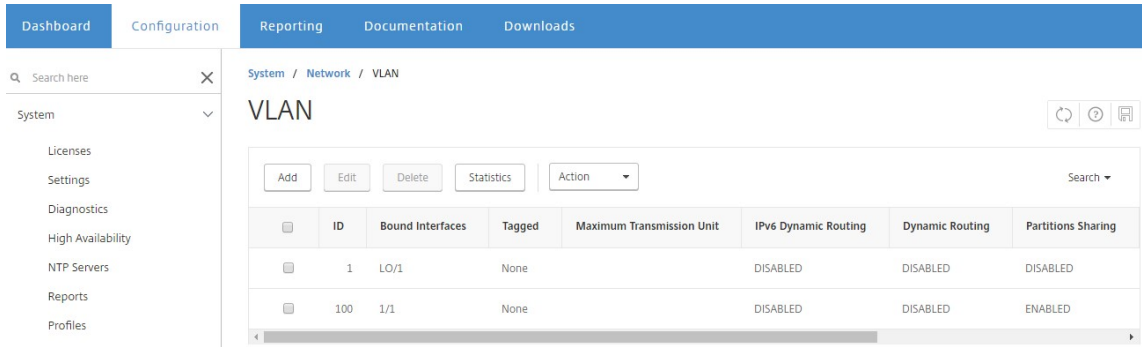 Dashboard Configuration Reporting Documentation Downloads
Search here
System / Network / VLAN
System
VLAN
Licenses
Settings
Diagnostics
High Availability
NTP Servers
Reports
Profiles
Add Edit Delete Statistics Action Search
ID Bound Interfaces Tagged Maximum Transmission Unit IPv6 Dynamic Routing Dynamic Routing Partitions Sharing
1 LO/1 None DISABLED DISABLED DISABLED
100 1/1 None DISABLED DISABLED ENABLED